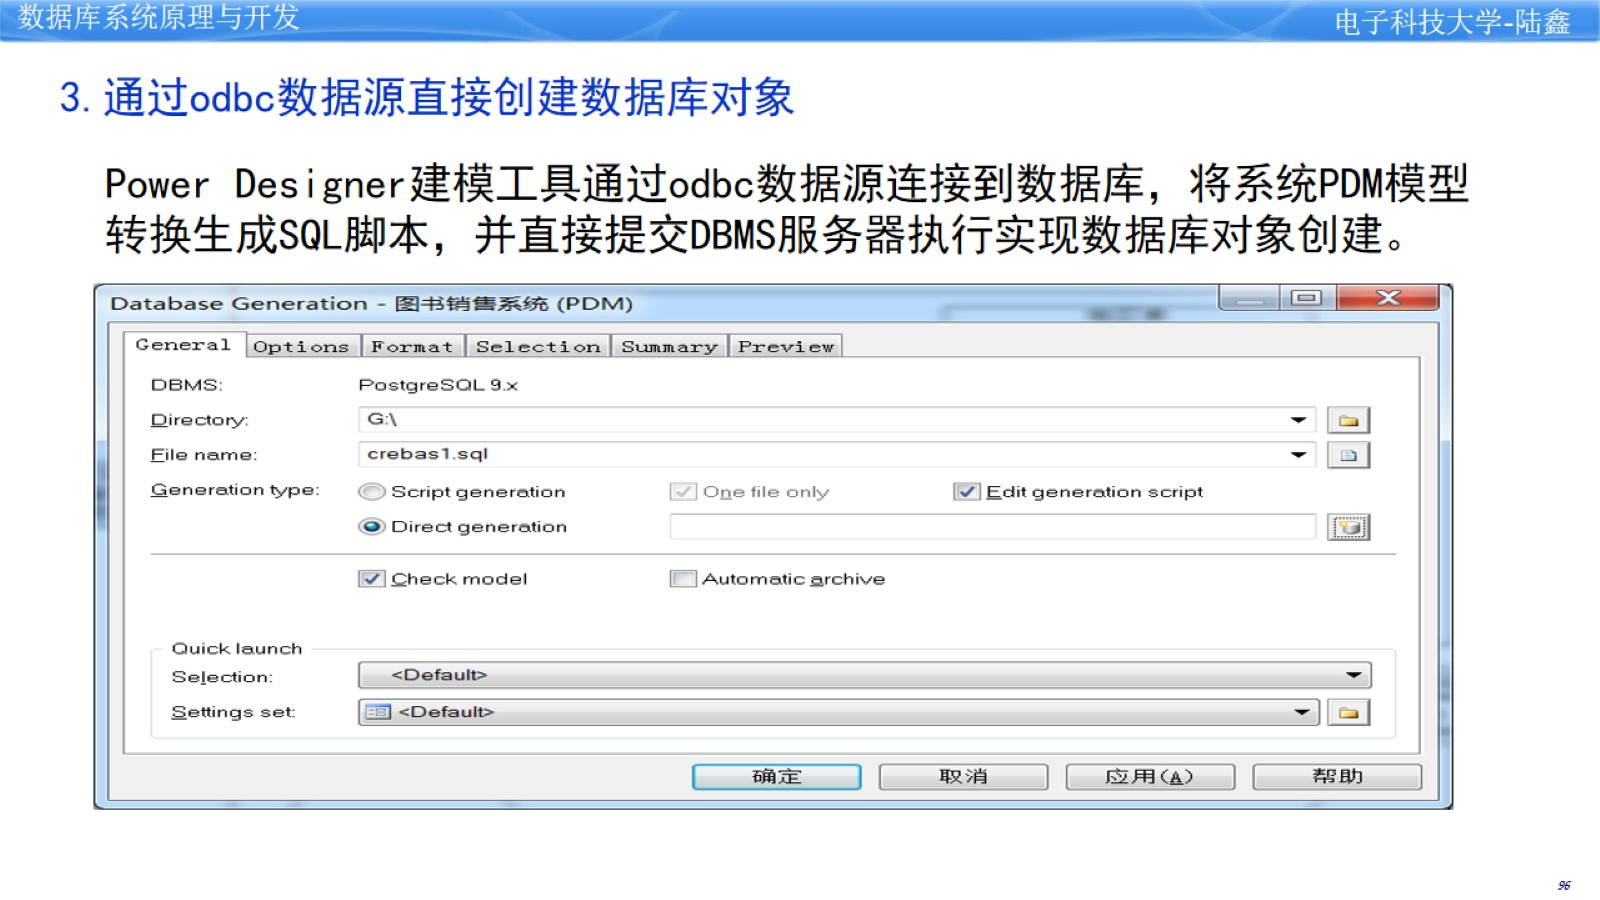 数据库系统原理与开发
电子科技大学-陆鑫
3. 通过odbc数据源直接创建数据库对象
Power Designer建模工具通过odbc数据源连接到数据库，将系统PDM模型
转换生成SQL脚本，并直接提交DBMS服务器执行实现数据库对象创建。
Database Generation - 图书销售系统 (PDM)
General Options Format Selection Summary Preview
DBMS: PostgreSQL 9.x
Directory: G:\
File name: crebas1.sql
Generation type: Script generation One file only Edit generation script
Direct generation
Check model Automatic archive
Quick launch
Selection: <Default>
Settings set: <Default>
确定 取消 应用(A) 帮助
96